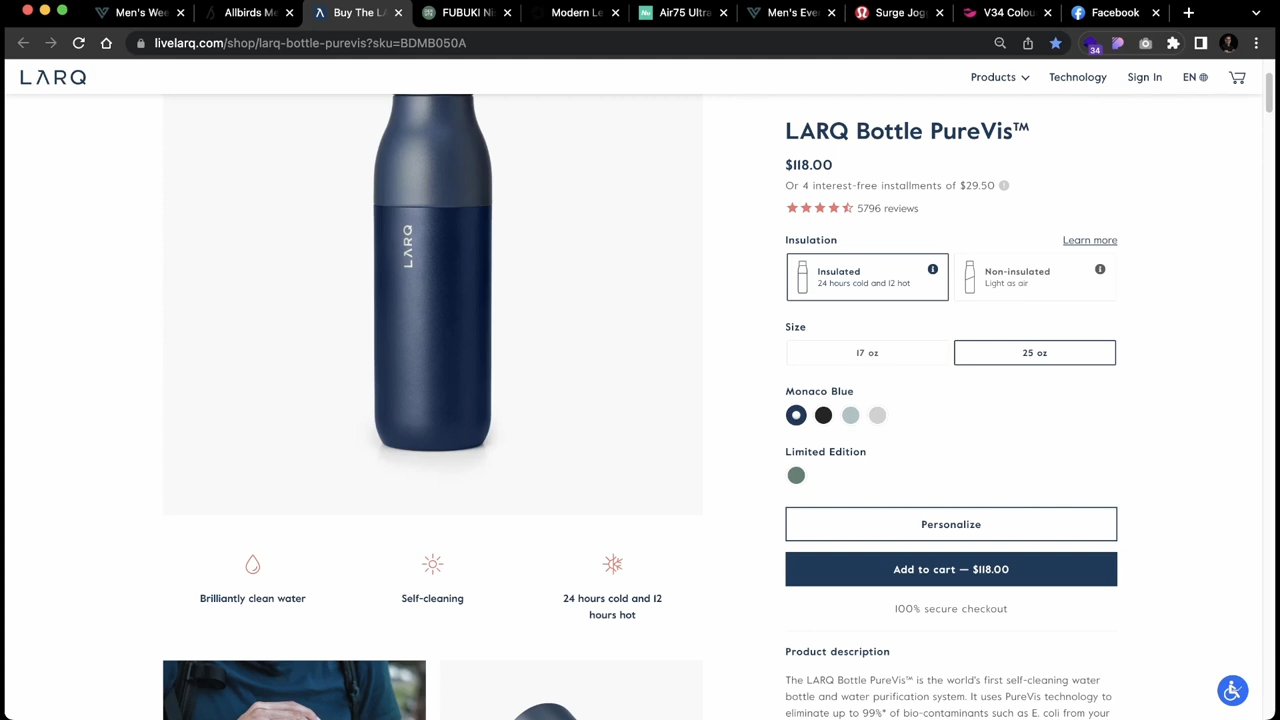 Men's Wee
Allbirds Me
Buy The LA
FUBUKI Ni
Modern Le
Air75 Ultra
Men's Ever
Surge Jog
V34 Colou
Facebook
livelarq.com/shop/larq-bottle-purevis?sku=BDMB050A
34
LARQ
Products
Technology
Sign In
EN
LARQ
LARQ Bottle PureVis™
$118.00
Or 4 interest-free installments of $29.50
5796 reviews
Insulation
Learn more
Insulated
24 hours cold and 12 hot
Non-insulated
Light as air
Size
17 oz
25 oz
Monaco Blue
Limited Edition
Personalize
Add to cart — $118.00
100% secure checkout
Brilliantly clean water
Self-cleaning
24 hours cold and 12
hours hot
Product description
The LARQ Bottle PureVis™ is the world's first self-cleaning water
bottle and water purification system. It uses PureVis technology to
eliminate up to 99%* of bio-contaminants such as E. coli from your